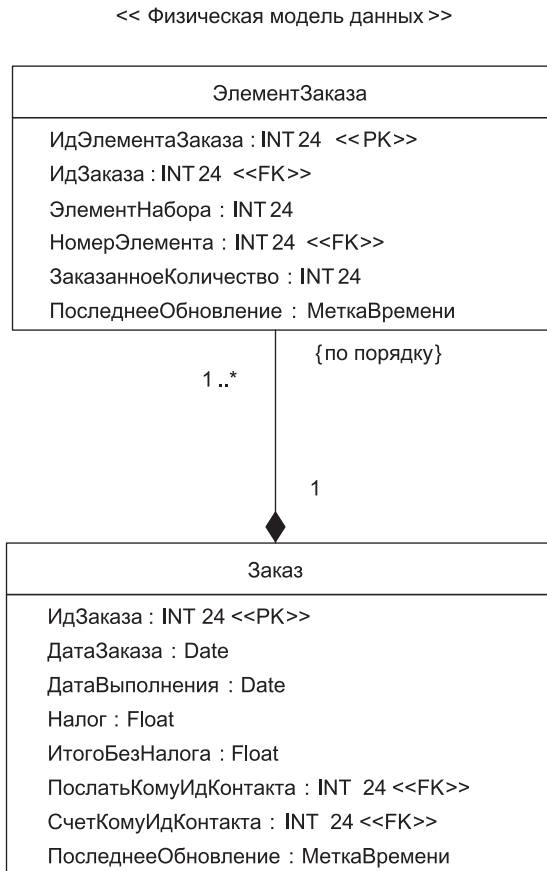 << Физическая модель данных >>
ЭлементЗаказа
ИдЭлементаЗаказа : INT 24 <<PK>>
ИдЗаказа : INT 24 <<FK>>
ЭлементНабора : INT 24
НомерЭлемента : INT 24 <<FK>>
ЗаказанноеКоличество : INT 24
ПоследнееОбновление : МеткаВремени
{по порядку}
1 ..*
1
Заказ
ИдЗаказа : INT 24 <<PK>>
ДатаЗаказа : Date
ДатаВыполнения : Date
Налог : Float
ИтогоБезНалога : Float
ПослатьКомуИдКонтакта : INT 24 <<FK>>
СчетКомуИдКонтакта : INT 24 <<FK>>
ПоследнееОбновление : МеткаВремени